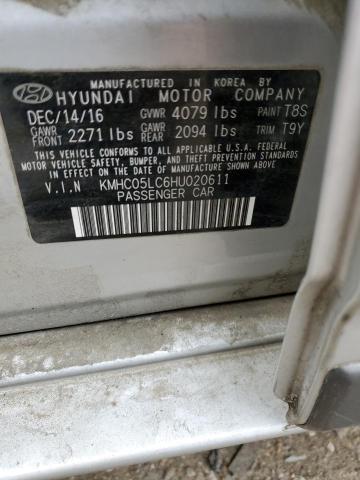 MANUFACTURED IN KOREA BY
HYUNDAI MOTOR COMPANY
DEC/14/16 GVWR 4079 lbs PAINT T8S
GAWR FRONT 2271 lbs GAWR REAR 2094 lbs TRIM T9Y
THIS VEHICLE CONFORMS TO ALL APPLICABLE U.S.A. FEDERAL
MOTOR VEHICLE SAFETY, BUMPER, AND THEFT PREVENTION STANDARDS
IN EFFECT ON THE DATE OF MANUFACTURE SHOWN ABOVE.
V.I.N KMHC05LC6HU020611
PASSENGER CAR